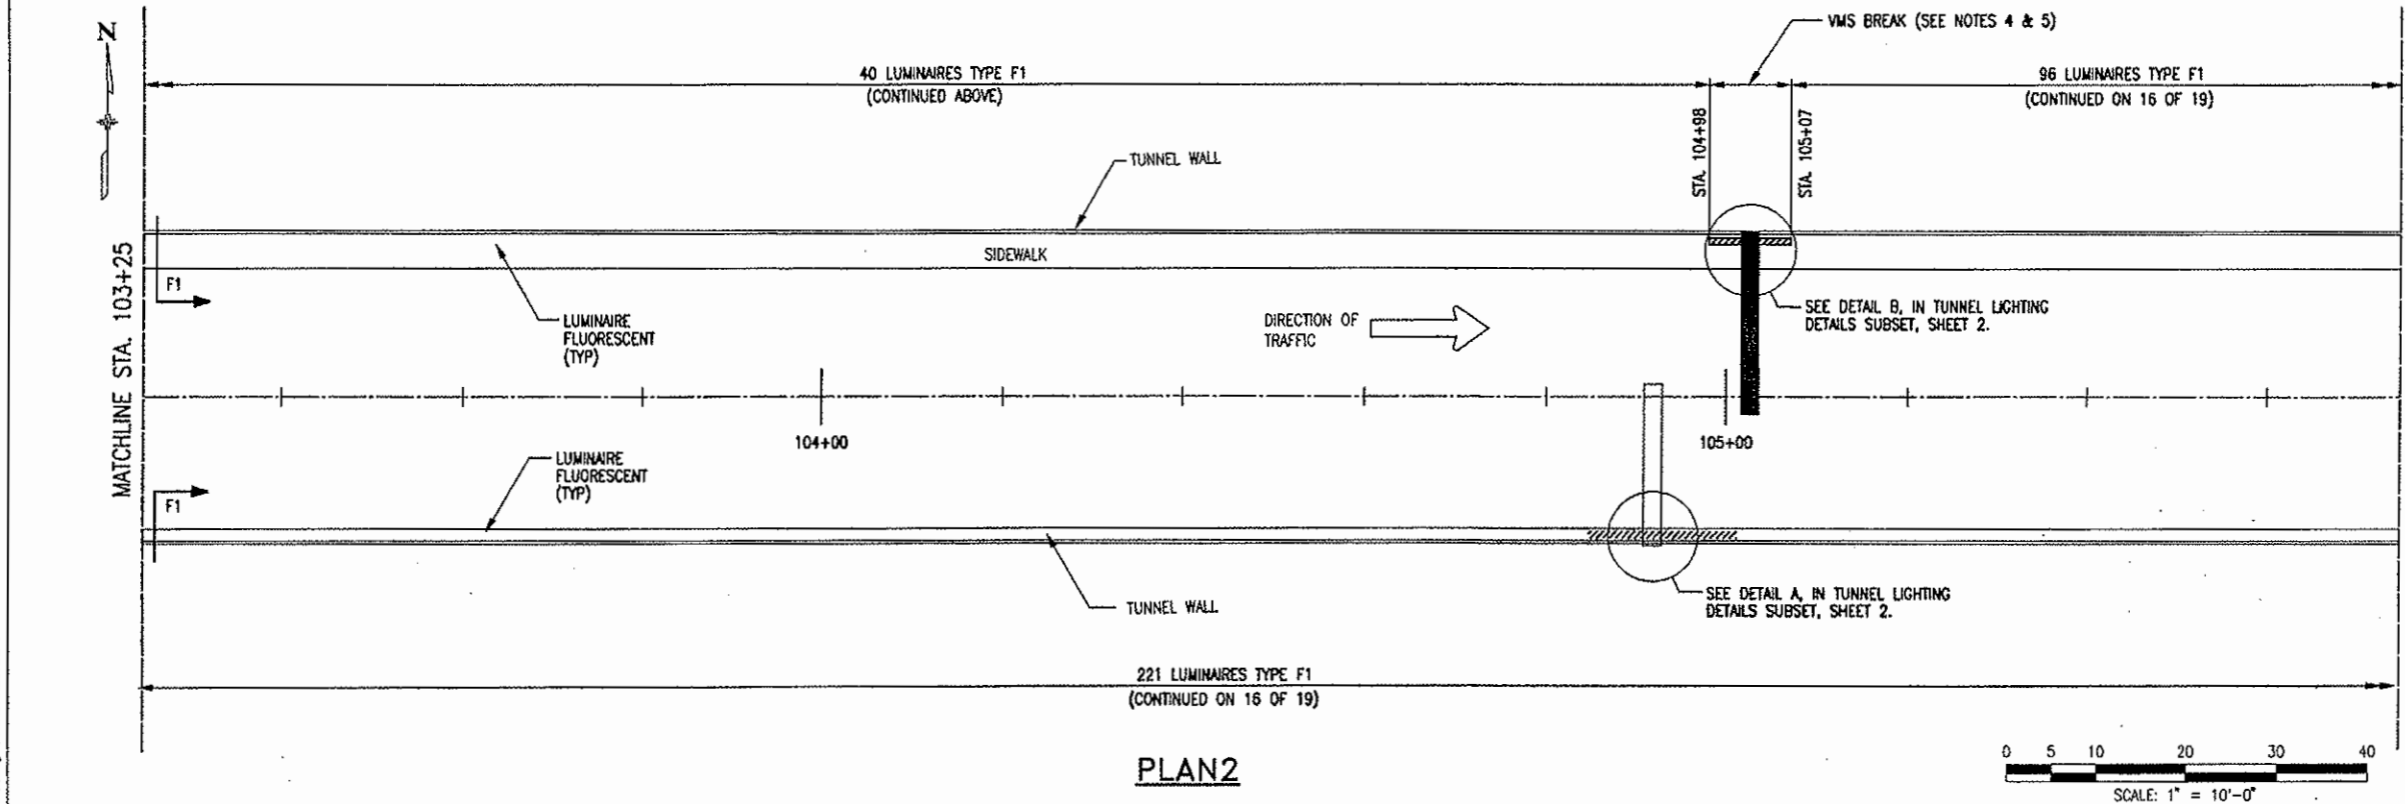 N
VMS BREAK (SEE NOTES 4 & 5)
40 LUMINAIRES TYPE F1
(CONTINUED ABOVE)
96 LUMINAIRES TYPE F1
(CONTINUED ON 16 OF 19)
STA. 104+98
STA. 105+07
TUNNEL WALL
SIDEWALK
MATCHLINE STA. 103+25
F1
LUMINAIRE
FLUORESCENT
(TYP)
DIRECTION OF
TRAFFIC
SEE DETAIL B, IN TUNNEL LIGHTING
DETAILS SUBSET, SHEET 2.
104+00
105+00
LUMINAIRE
FLUORESCENT
(TYP)
F1
TUNNEL WALL
SEE DETAIL A, IN TUNNEL LIGHTING
DETAILS SUBSET, SHEET 2.
221 LUMINAIRES TYPE F1
(CONTINUED ON 16 OF 19)
PLAN2
0 5 10 20 30 40
SCALE: 1" = 10'-0"